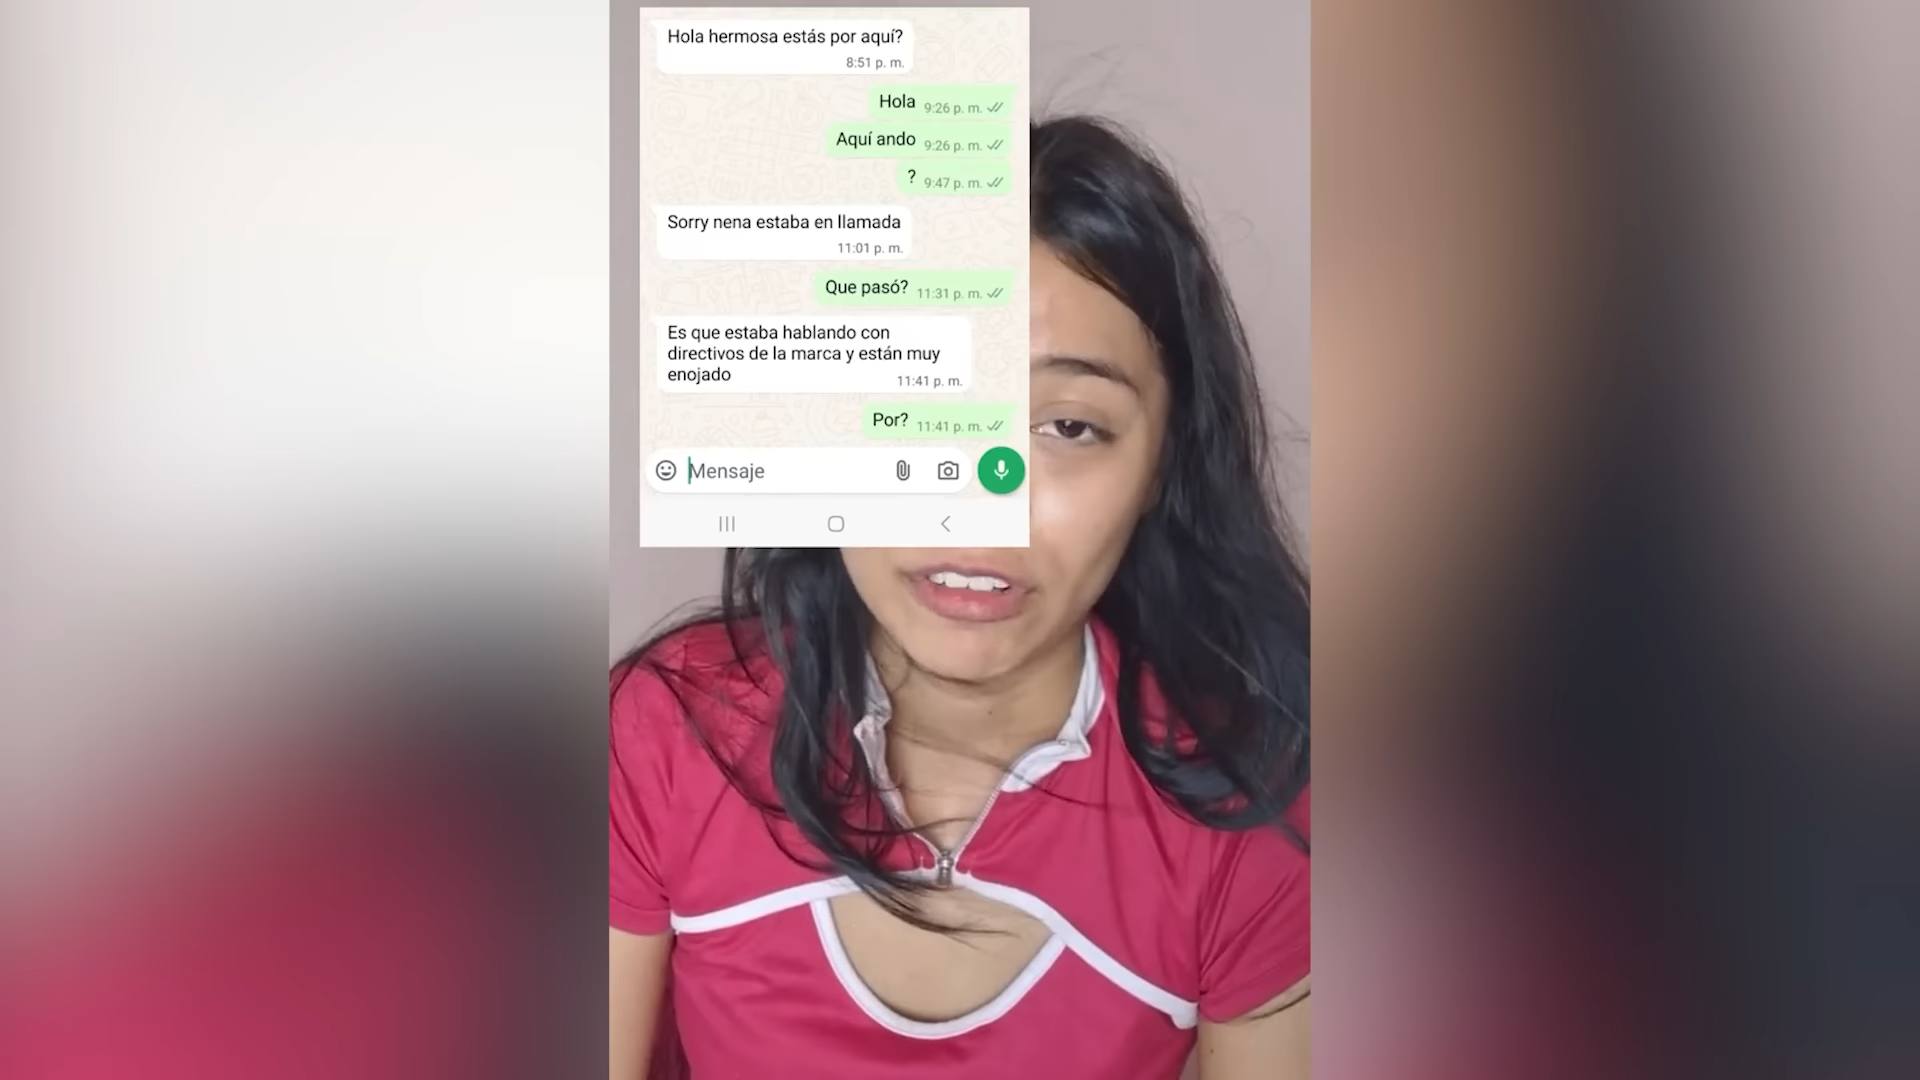 Hola hermosa estás por aquí?
8:51 p. m.
Hola 9:26 p. m.
Aquí ando 9:26 p. m.
? 9:47 p. m.
Sorry nena estaba en llamada
11:01 p. m.
Que pasó? 11:31 p. m.
Es que estaba hablando con
directivos de la marca y están muy
enojado 11:41 p. m.
Por? 11:41 p. m.
Mensaje